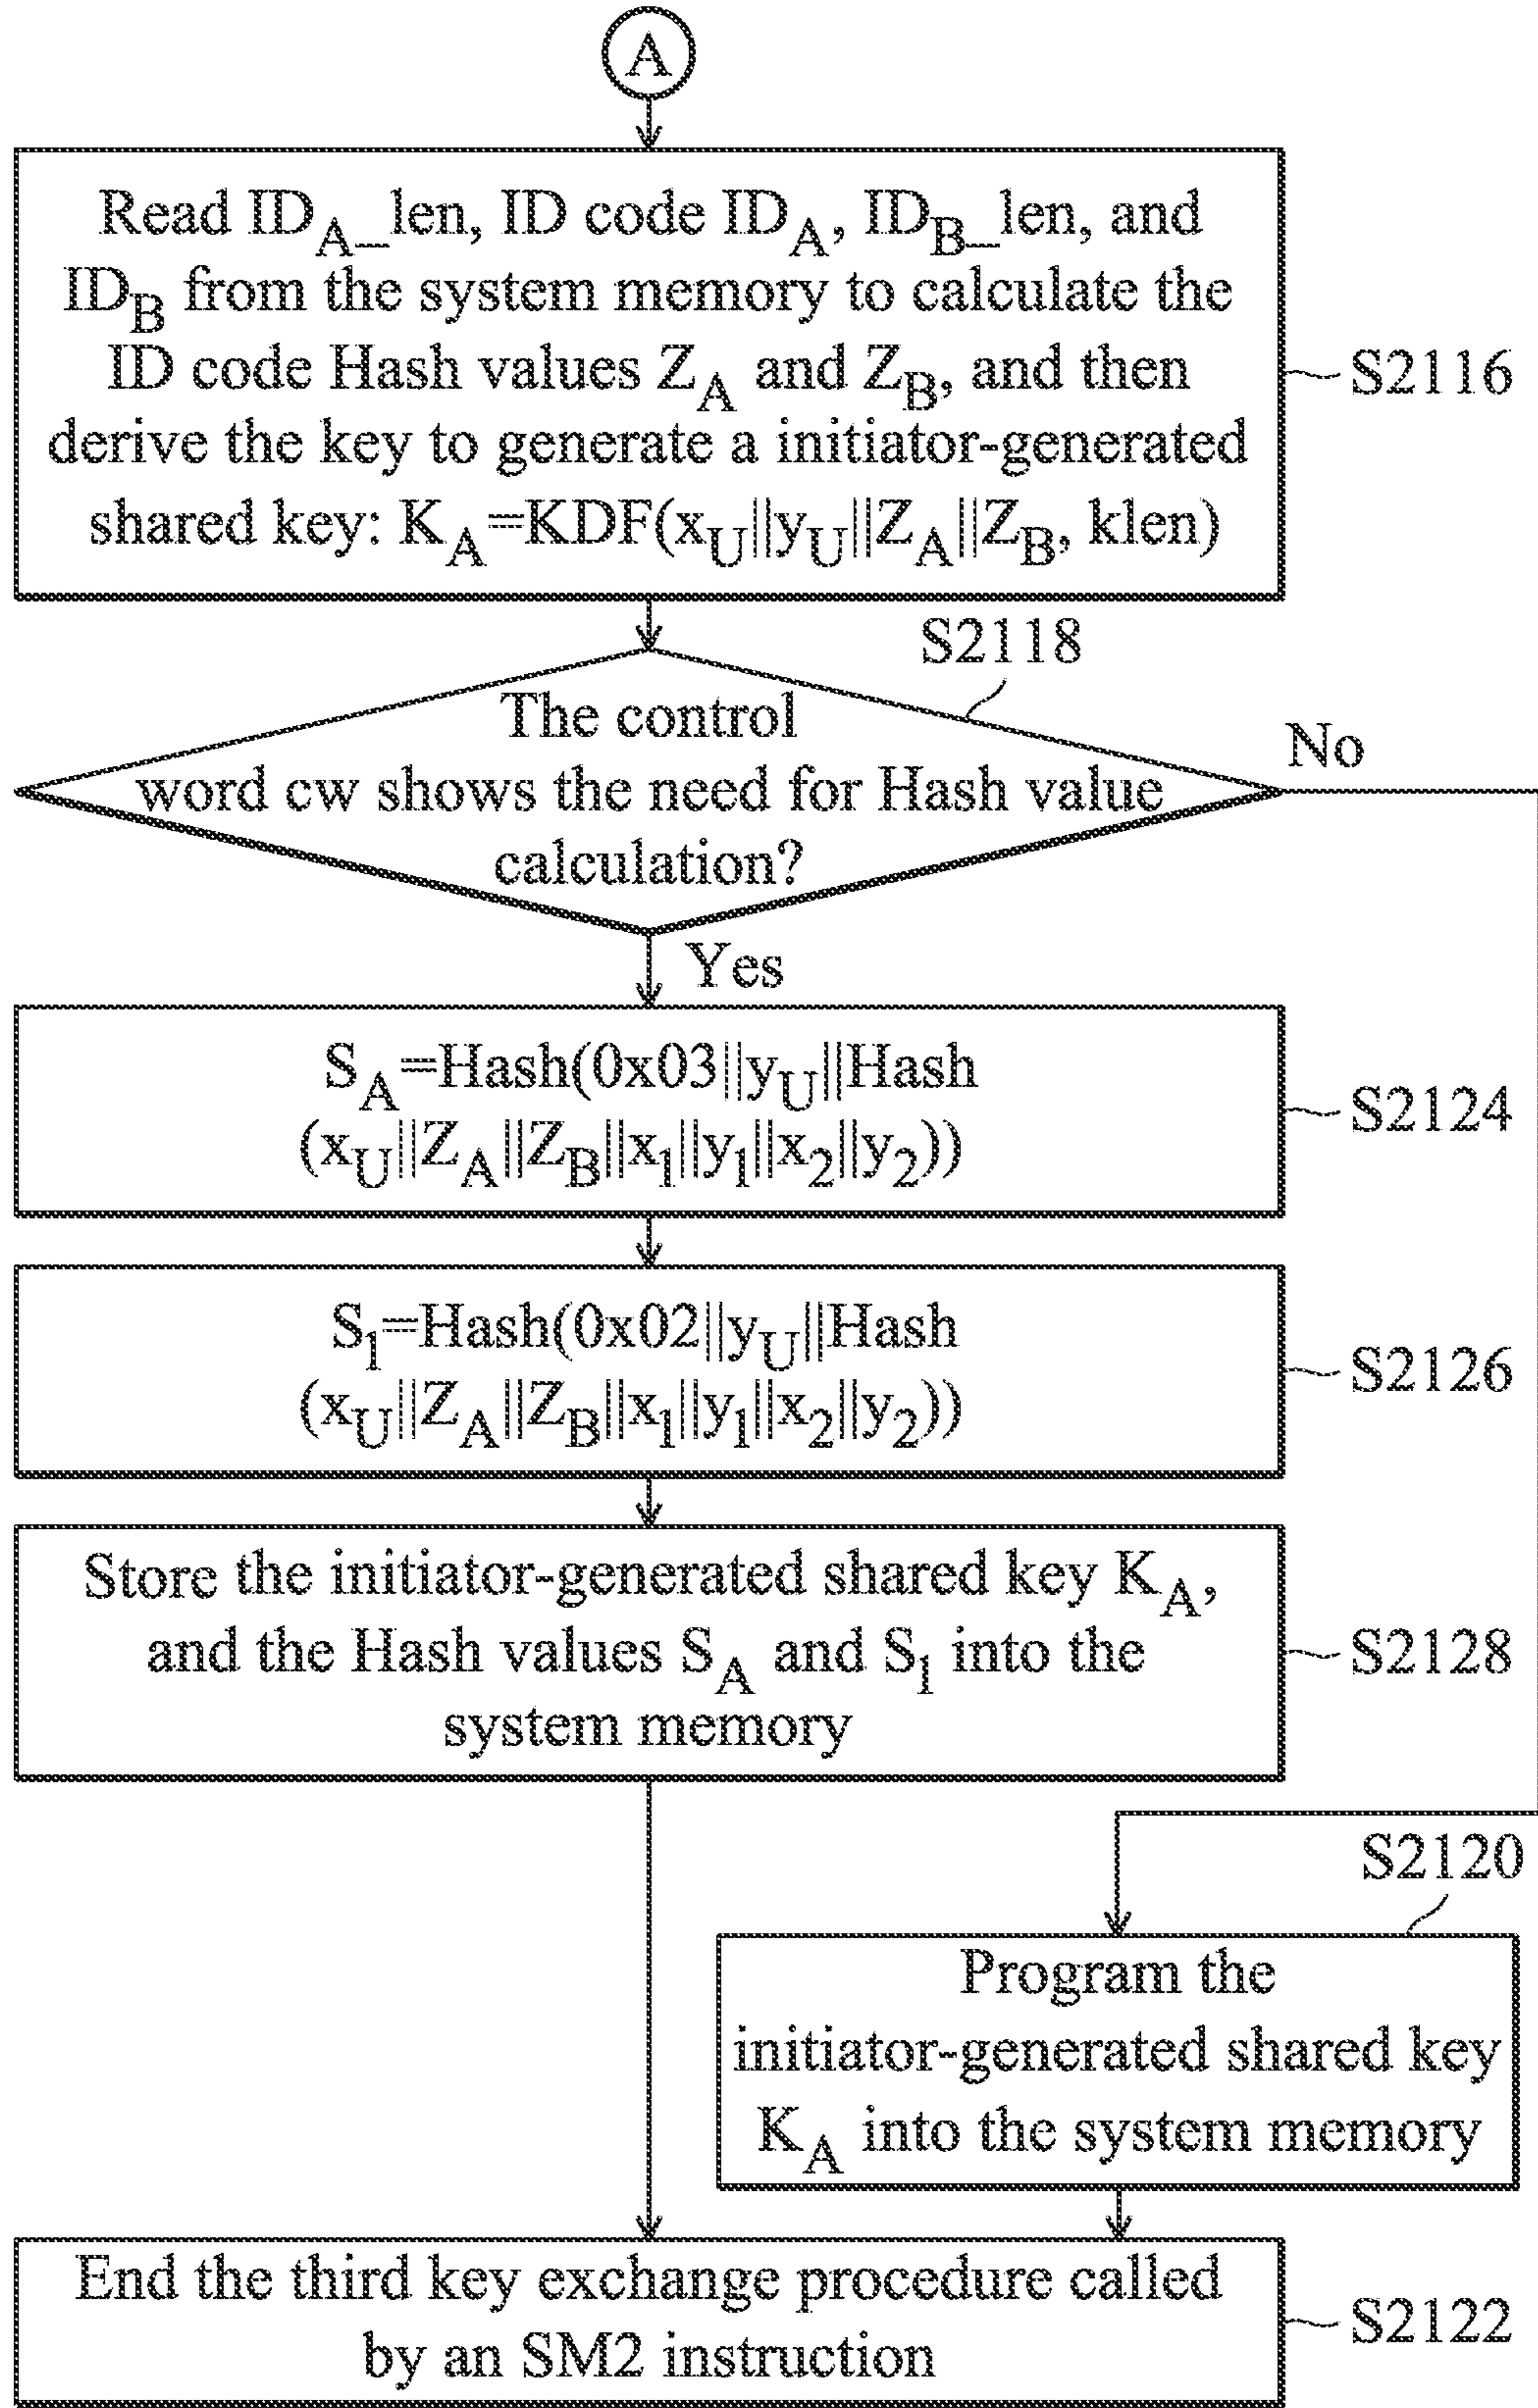 A
Read ID_A_len, ID code ID_A, ID_B_len, and
ID_B from the system memory to calculate the
ID code Hash values Z_A and Z_B, and then
derive the key to generate a initiator-generated
shared key: K_A=KDF(x_U||y_U||Z_A||Z_B, klen)
S2116
S2118
The control
word cw shows the need for Hash value
calculation?
No
Yes
S_A=Hash(0x03||y_U||Hash
(x_U||Z_A||Z_B||x_1||y_1||x_2||y_2))
S2124
S_1=Hash(0x02||y_U||Hash
(x_U||Z_A||Z_B||x_1||y_1||x_2||y_2))
S2126
Store the initiator-generated shared key K_A,
and the Hash values S_A and S_1 into the
system memory
S2128
S2120
Program the
initiator-generated shared key
K_A into the system memory
End the third key exchange procedure called
by an SM2 instruction
S2122